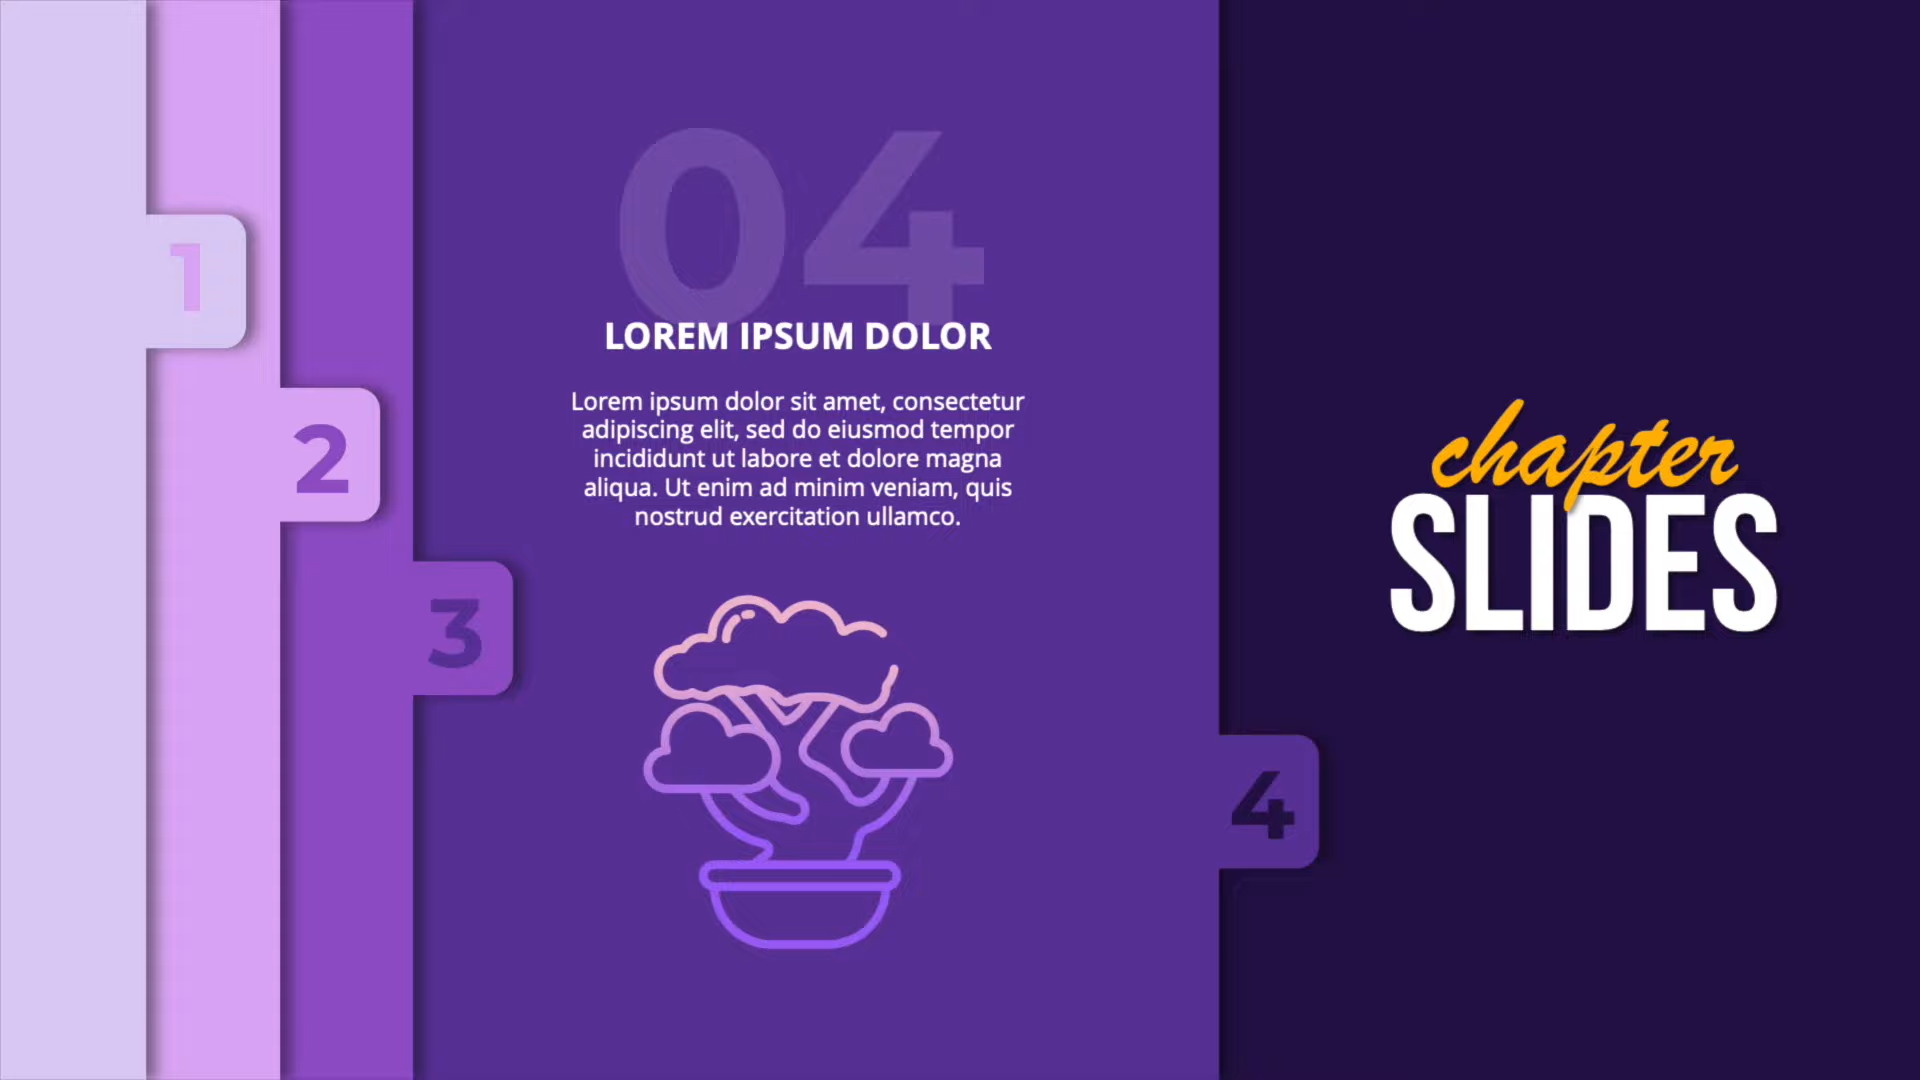 1
2
3
04
LOREM IPSUM DOLOR
Lorem ipsum dolor sit amet, consectetur
adipiscing elit, sed do eiusmod tempor
incididunt ut labore et dolore magna
aliqua. Ut enim ad minim veniam, quis
nostrud exercitation ullamco.
4
chapter
SLIDES